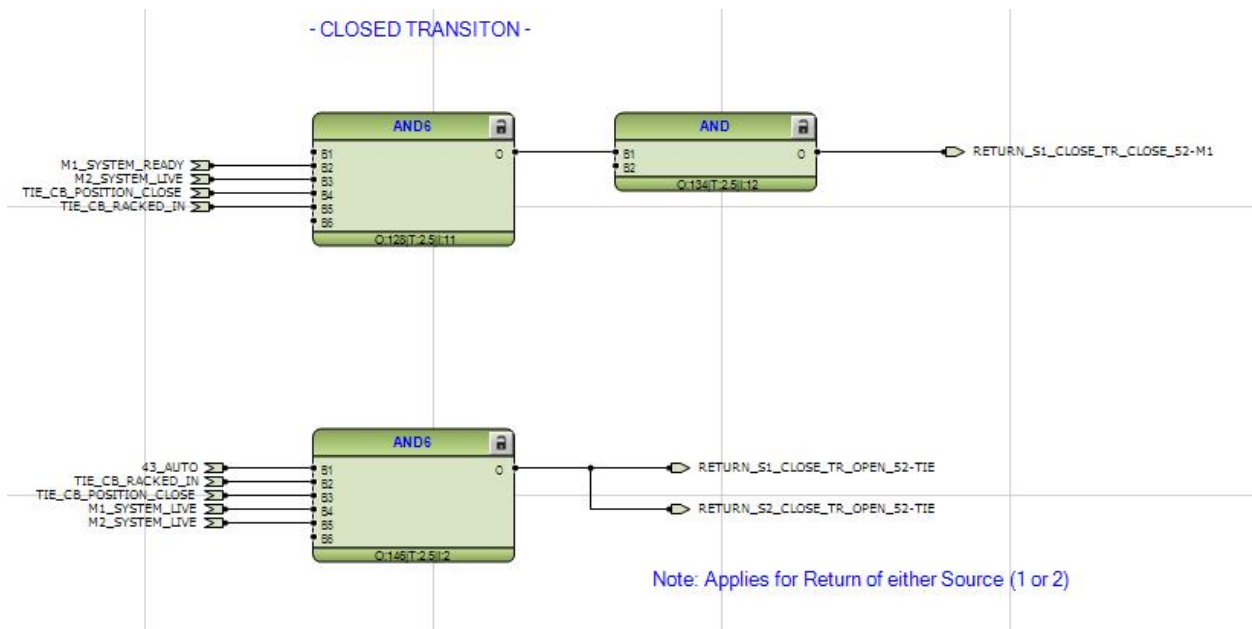 - CLOSED TRANSITON -
AND6
B1
B2
B3
B4
B5
B6
O
O:128|T:2.5|I:11
M1_SYSTEM_READY
M2_SYSTEM_LIVE
TIE_CB_POSITION_CLOSE
TIE_CB_RACKED_IN
AND
B1
B2
O
O:134|T:2.5|I:12
RETURN_S1_CLOSE_TR_CLOSE_52-M1
AND6
B1
B2
B3
B4
B5
B6
O
O:146|T:2.5|I:2
43_AUTO
TIE_CB_RACKED_IN
TIE_CB_POSITION_CLOSE
M1_SYSTEM_LIVE
M2_SYSTEM_LIVE
RETURN_S1_CLOSE_TR_OPEN_52-TIE
RETURN_S2_CLOSE_TR_OPEN_52-TIE
Note: Applies for Return of either Source (1 or 2)